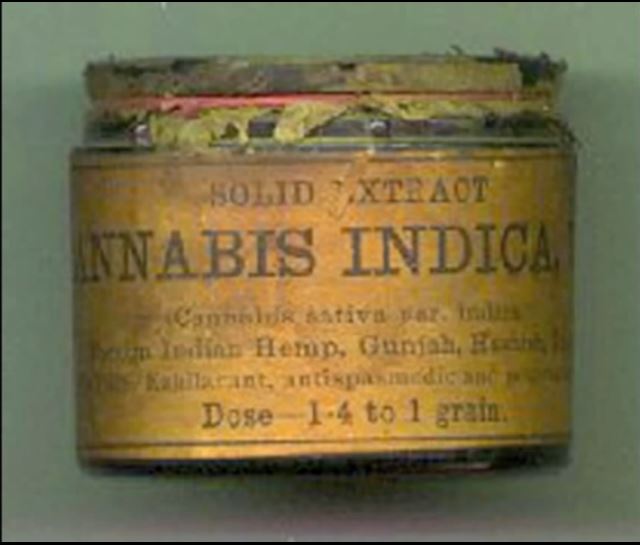 SOLID EXTRACT
ANNABIS INDICA,
Cannabis sativa var. indica
Indian Hemp, Gunjah,
Exhilarant, antispasmodic and
Dose—1-4 to 1 grain.